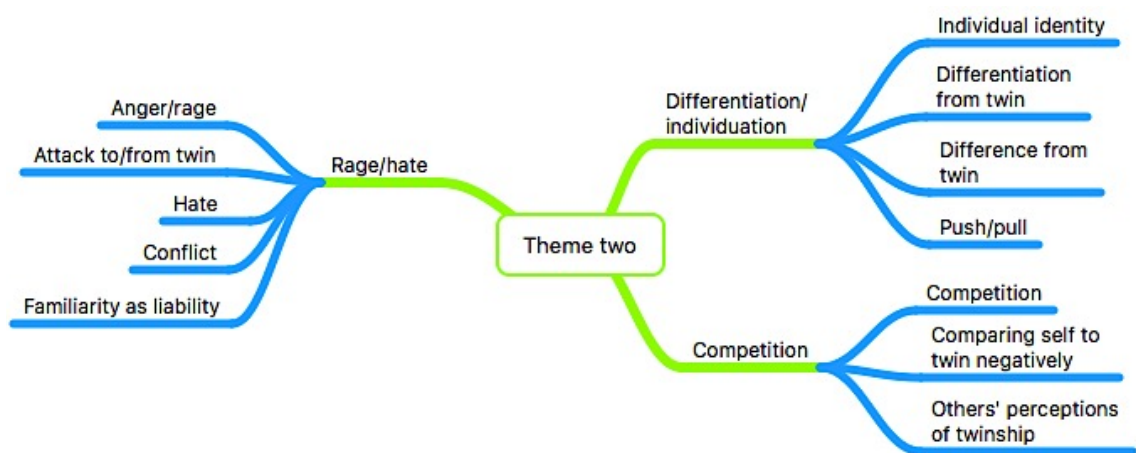 Anger/rage
Attack to/from twin
Hate
Conflict
Familiarity as liability
Rage/hate
Theme two
Differentiation/
individuation
Individual identity
Differentiation
from twin
Difference from
twin
Push/pull
Competition
Competition
Comparing self to
twin negatively
Others' perceptions
of twinship